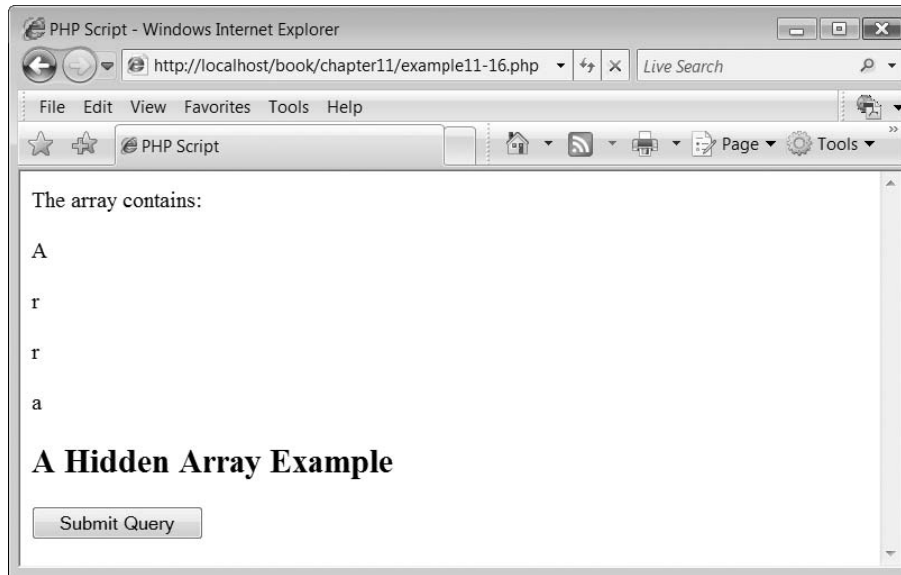 PHP Script - Windows Internet Explorer
http://localhost/book/chapter11/example11-16.php Live Search
File Edit View Favorites Tools Help
PHP Script Page Tools
The array contains:
A
r
r
a
A Hidden Array Example
Submit Query